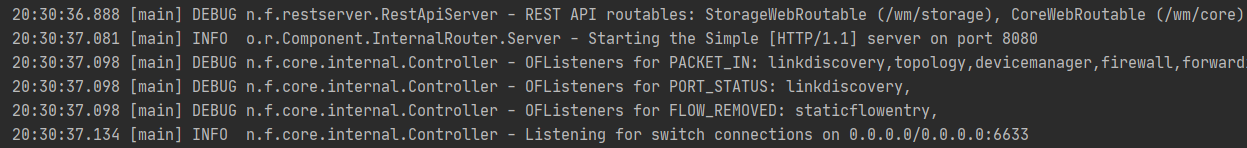 20:30:36.888 [main] DEBUG n.f.restserver.RestApiServer - REST API routables: StorageWebRoutable (/wm/storage), CoreWebRoutable (/wm/core)
20:30:37.081 [main] INFO  o.r.Component.InternalRouter.Server - Starting the Simple [HTTP/1.1] server on port 8080
20:30:37.098 [main] DEBUG n.f.core.internal.Controller - OFListeners for PACKET_IN: linkdiscovery,topology,devicemanager,firewall,forwardi
20:30:37.098 [main] DEBUG n.f.core.internal.Controller - OFListeners for PORT_STATUS: linkdiscovery,
20:30:37.098 [main] DEBUG n.f.core.internal.Controller - OFListeners for FLOW_REMOVED: staticflowentry,
20:30:37.134 [main] INFO  n.f.core.internal.Controller - Listening for switch connections on 0.0.0.0/0.0.0.0:6633